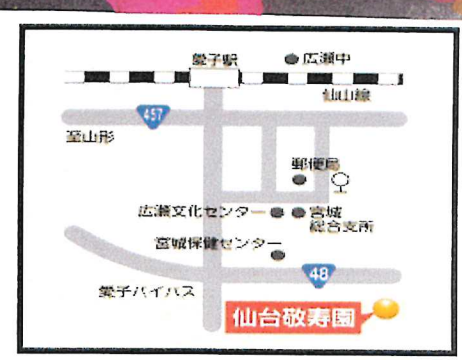 愛子駅
広瀬中
仙山線
457
至山形
郵便局
広瀬文化センター
宮城
総合支所
宮城保健センター
48
愛子バイパス
仙台敬寿園